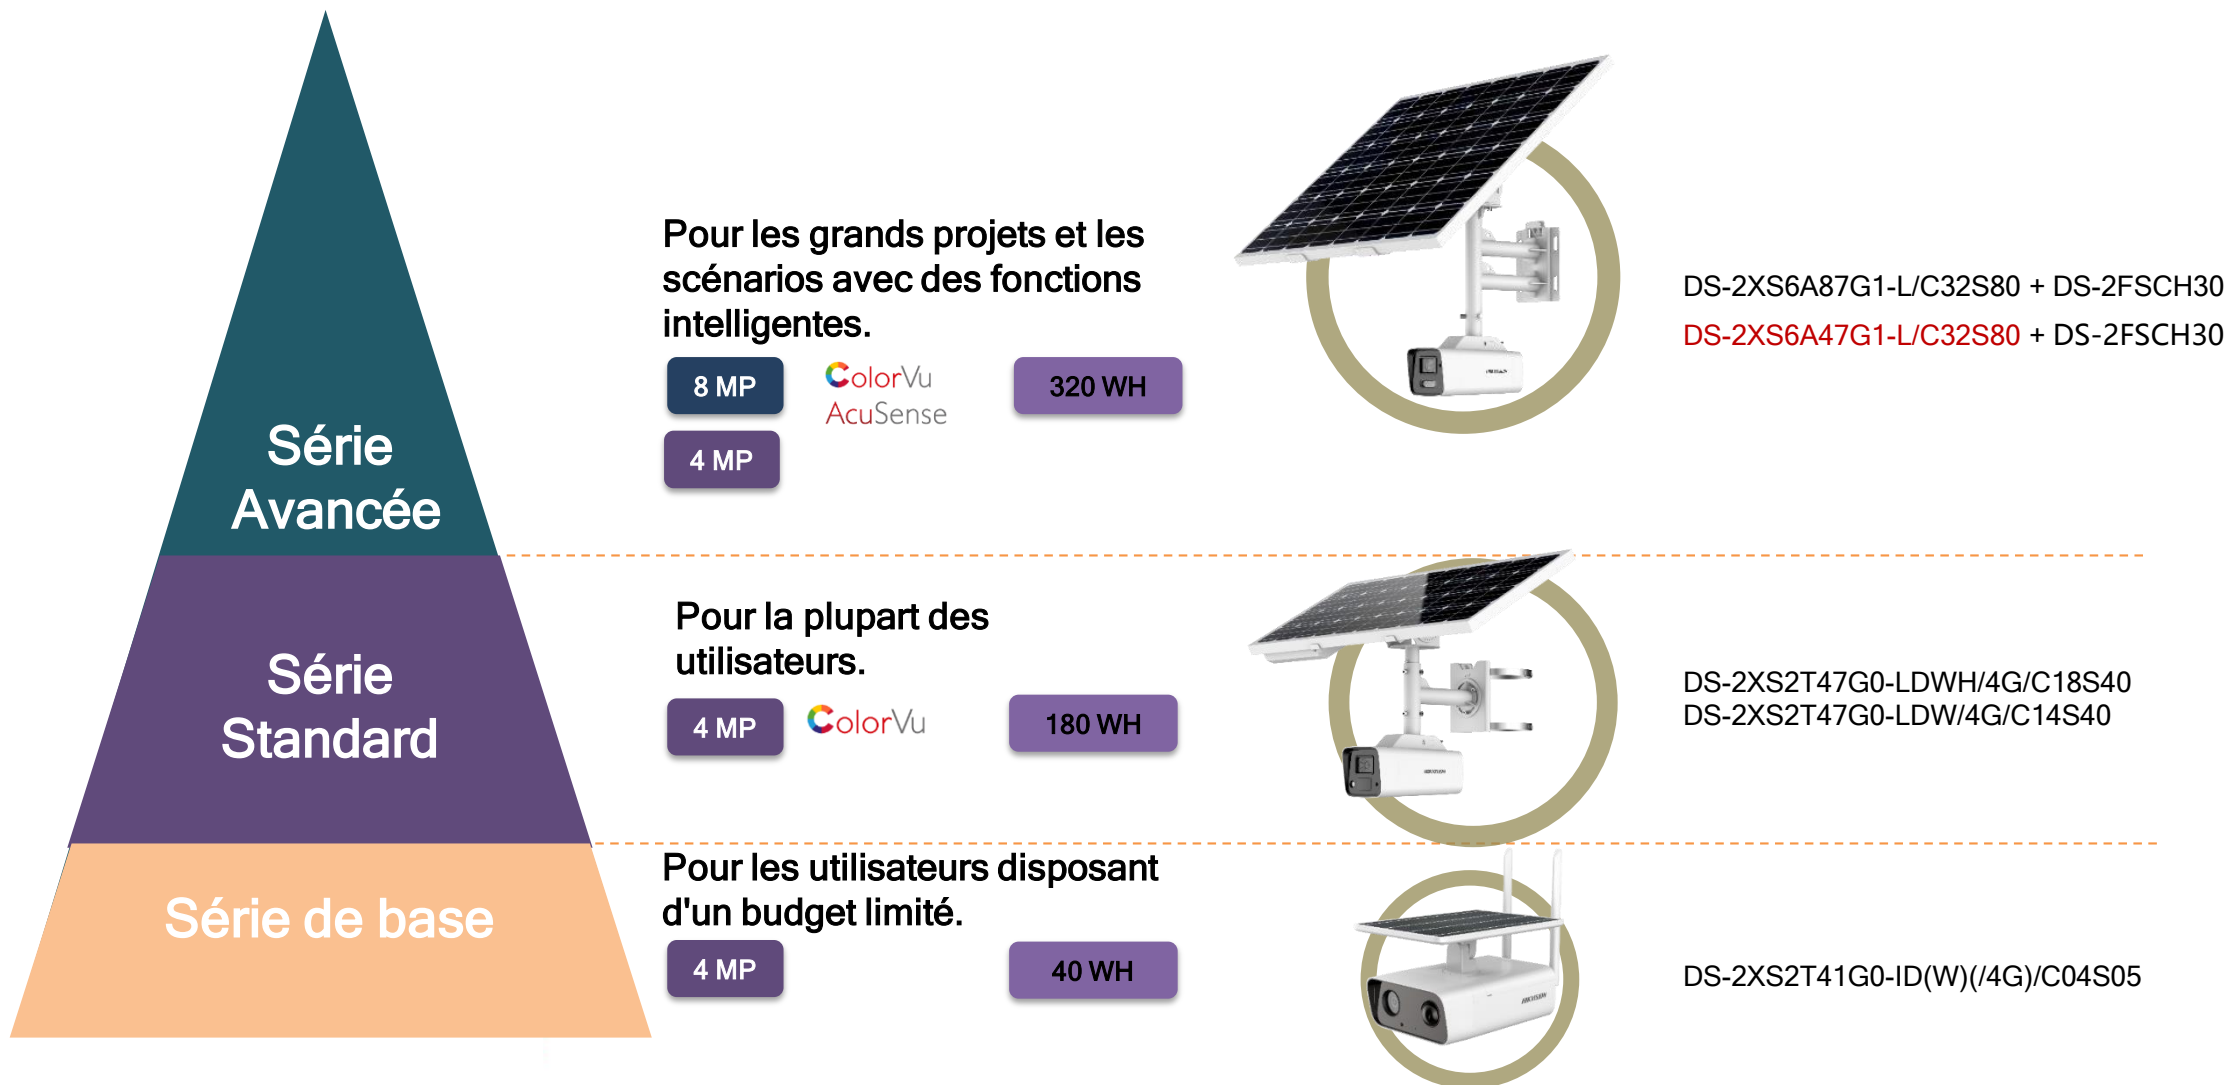 Pour les grands projets et les
scénarios avec des fonctions
intelligentes.
8 MP
ColorVu
AcuSense
320 WH
4 MP
DS-2XS6A87G1-L/C32S80 + DS-2FSCH30
DS-2XS6A47G1-L/C32S80 + DS-2FSCH30
Série
Avancée
Pour la plupart des
utilisateurs.
4 MP
ColorVu
180 WH
DS-2XS2T47G0-LDWH/4G/C18S40
DS-2XS2T47G0-LDW/4G/C14S40
Série
Standard
Pour les utilisateurs disposant
d'un budget limité.
4 MP
40 WH
HIKVISION
DS-2XS2T41G0-ID(W)(/4G)/C04S05
Série de base